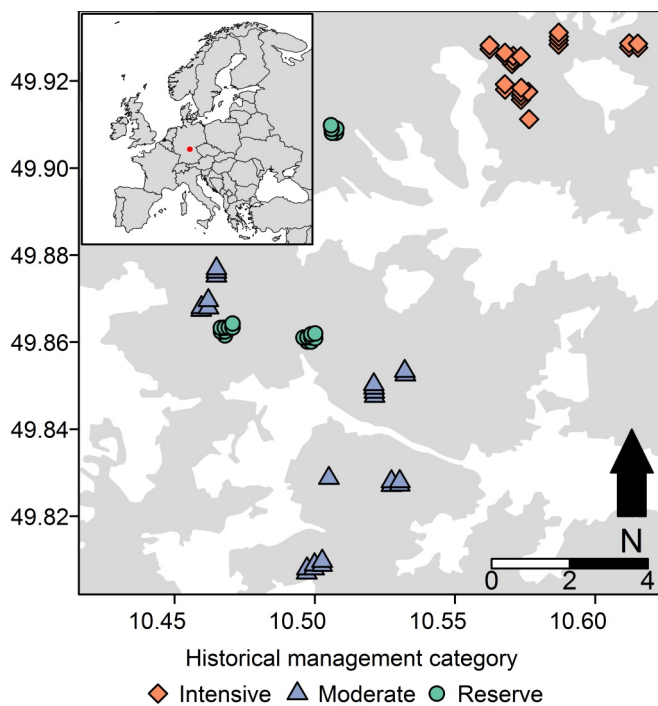 49.92
49.90
49.88
49.86
49.84
49.82
N
0 2 4
10.45 10.50 10.55 10.60
Historical management category
Intensive Moderate Reserve